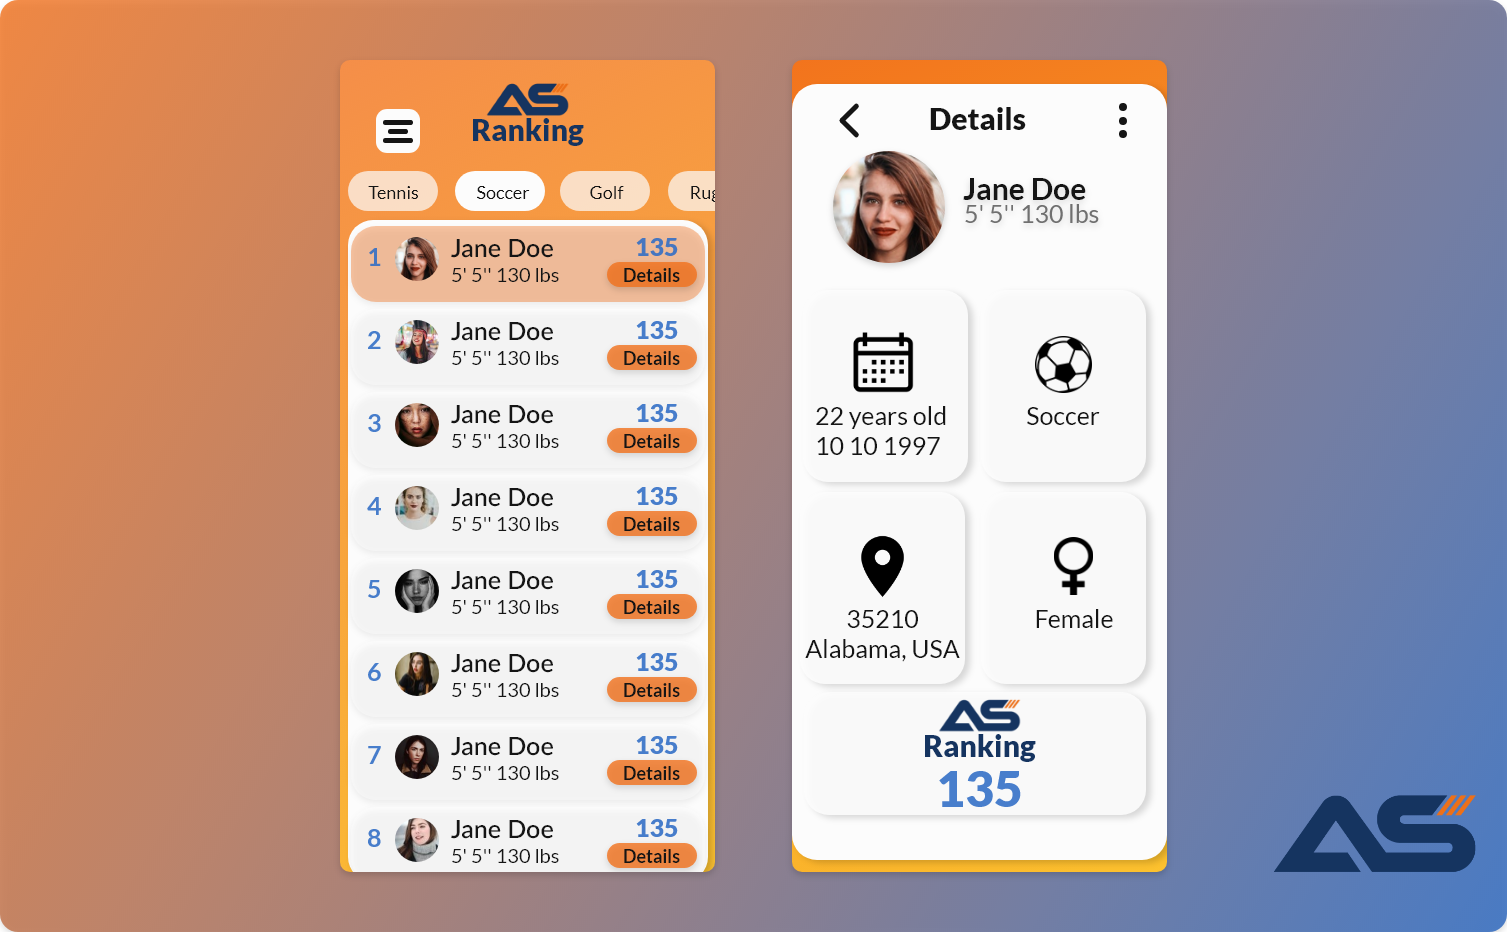 AS
Ranking
Tennis
Soccer
Golf
Rug
1
Jane Doe
5' 5'' 130 lbs
135
Details
2
Jane Doe
5' 5'' 130 lbs
135
Details
3
Jane Doe
5' 5'' 130 lbs
135
Details
4
Jane Doe
5' 5'' 130 lbs
135
Details
5
Jane Doe
5' 5'' 130 lbs
135
Details
6
Jane Doe
5' 5'' 130 lbs
135
Details
7
Jane Doe
5' 5'' 130 lbs
135
Details
8
Jane Doe
5' 5'' 130 lbs
135
Details
Details
Jane Doe
5' 5'' 130 lbs
22 years old
10 10 1997
Soccer
35210
Alabama, USA
Female
AS
Ranking
135
AS